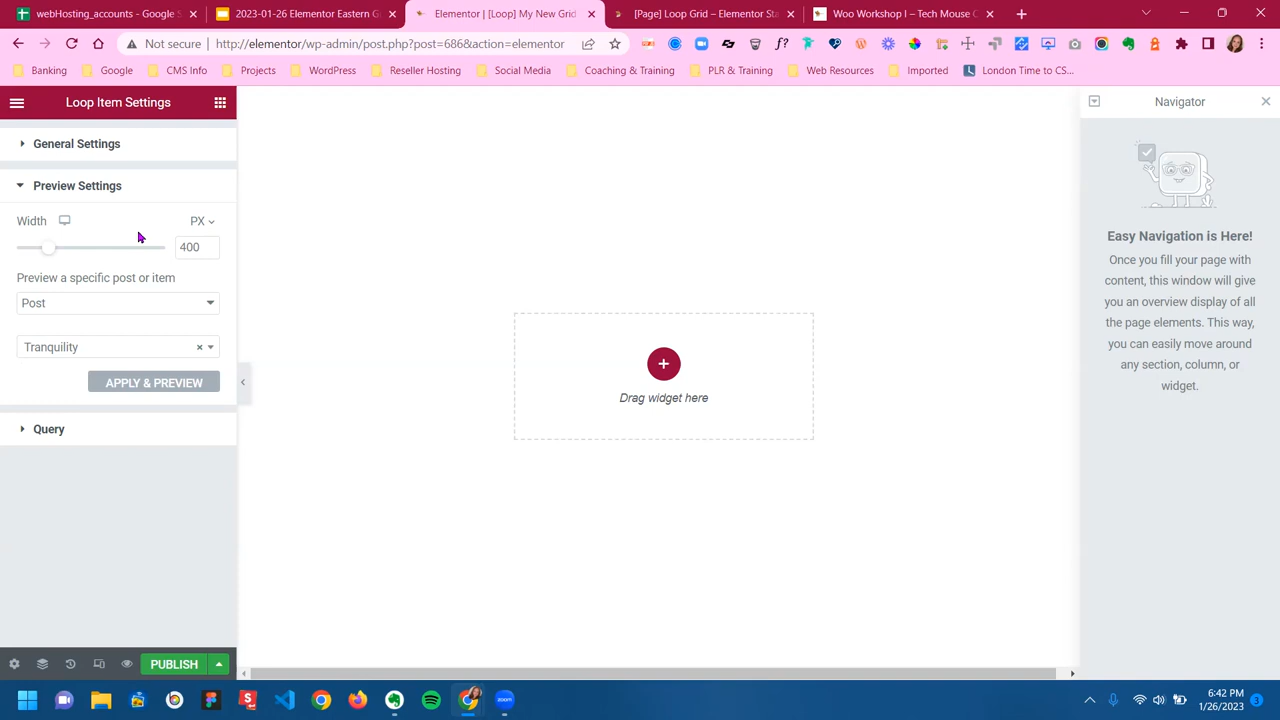 webHosting_accounts - Google S
2023-01-26 Elementor Eastern G
Elementor | [Loop] My New Grid
[Page] Loop Grid – Elementor Sta
Woo Workshop I – Tech Mouse C
Not secure | http://elementor/wp-admin/post.php?post=686&action=elementor
Banking
Google
CMS Info
Projects
WordPress
Reseller Hosting
Social Media
Coaching & Training
PLR & Training
Web Resources
Imported
London Time to CS...
Loop Item Settings
Navigator
General Settings
Preview Settings
Width
PX
400
Preview a specific post or item
Post
Tranquility
APPLY & PREVIEW
Query
Drag widget here
Easy Navigation is Here!
Once you fill your page with
content, this window will give
you an overview display of all
the page elements. This way,
you can easily move around
any section, column, or
widget.
PUBLISH
6:42 PM
1/26/2023
3